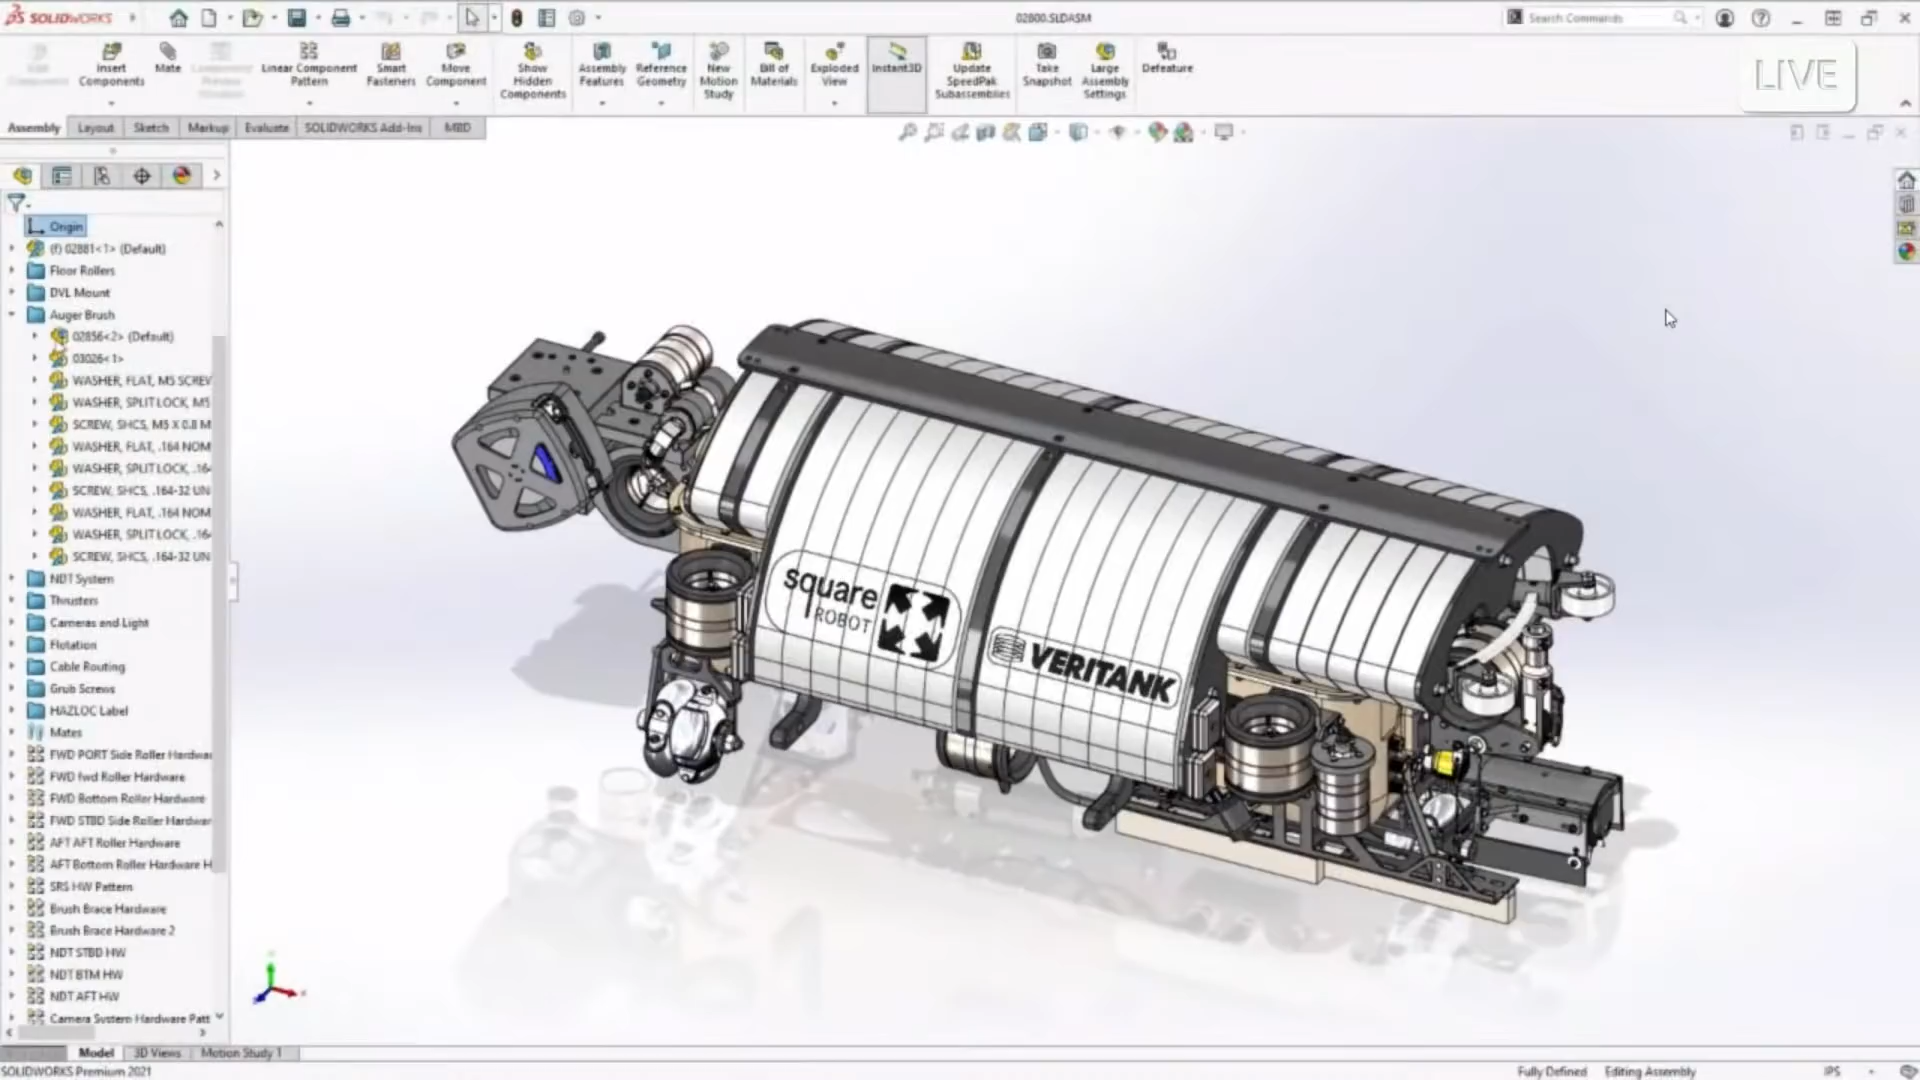 SOLIDWORKS
02800.SLDASM
Search Commands
LIVE
Insert Components
Mate
Linear Component Pattern
Smart Fasteners
Move Component
Show Hidden Components
Assembly Features
Reference Geometry
New Motion Study
Bill of Materials
Exploded View
Instant3D
Update SpeedPak Subassemblies
Take Snapshot
Large Assembly Settings
Defeature
Assembly
Layout
Sketch
Markup
Evaluate
SOLIDWORKS Add-Ins
MBD
Origin
(f) 02881<1> (Default)
Floor Rollers
DVL Mount
Auger Brush
02856<2> (Default)
03026<1>
WASHER, FLAT, M5 SCREW
WASHER, SPLIT LOCK, M5
SCREW, SHCS, M5 X 0.8 M
WASHER, FLAT, .164 NOM
WASHER, SPLIT LOCK, .16
SCREW, SHCS, .164-32 UN
WASHER, FLAT, .164 NOM
WASHER, SPLIT LOCK, .16
SCREW, SHCS, .164-32 UN
NDT System
Thrusters
Cameras and Light
Flotation
Cable Routing
Grub Screws
HAZLOC Label
Mates
FWD PORT Side Roller Hardwar
FWD fwd Roller Hardware
FWD Bottom Roller Hardware
FWD STBD Side Roller Hardwar
AFT AFT Roller Hardware
AFT Bottom Roller Hardware H
SRS HW Pattern
Brush Brace Hardware
Brush Brace Hardware 2
NDT STBD HW
NDT BTM HW
NDT AFT HW
Camera System Hardware Patt
square
ROBOT
VERITANK
Model
3D Views
Motion Study 1
SOLIDWORKS Premium 2021
Fully Defined
Editing Assembly
IPS